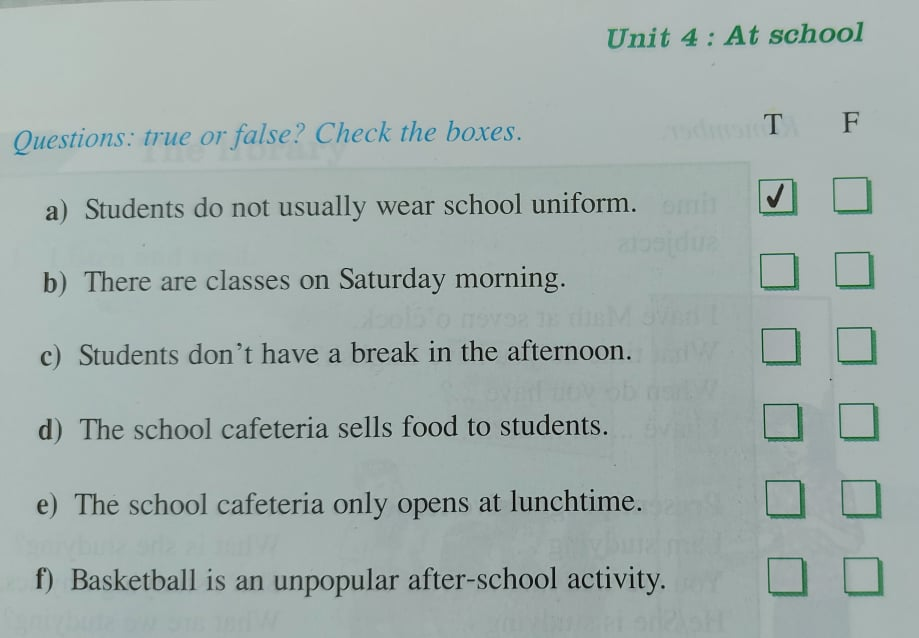 Unit 4 : At school
Questions: true or false? Check the boxes. T F
a) Students do not usually wear school uniform. ✓
b) There are classes on Saturday morning.
c) Students don't have a break in the afternoon.
d) The school cafeteria sells food to students.
e) The school cafeteria only opens at lunchtime.
f) Basketball is an unpopular after-school activity.